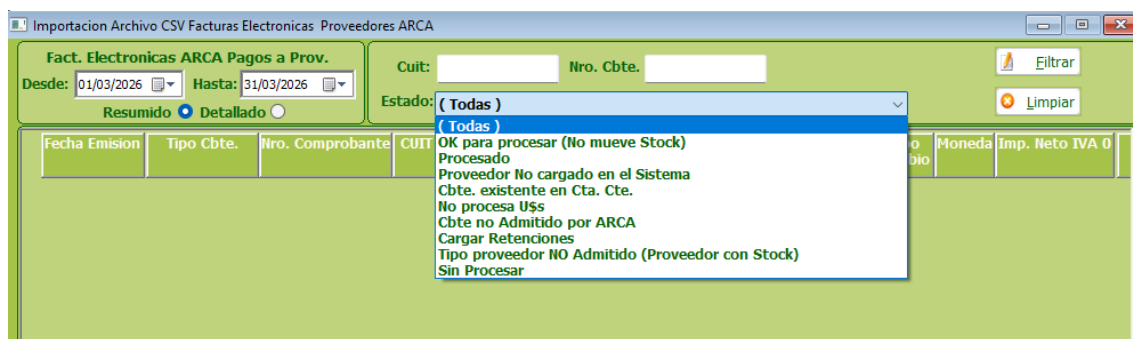 Importacion Archivo CSV Facturas Electronicas Proveedores ARCA
Fact. Electronicas ARCA Pagos a Prov.
Desde: 01/03/2026 Hasta: 31/03/2026
Resumido Detallado
Cuit: Nro. Cbte.
Estado: ( Todas )
Filtrar
Limpiar
( Todas )
OK para procesar (No mueve Stock)
Procesado
Proveedor No cargado en el Sistema
Cbte. existente en Cta. Cte.
No procesa U$s
Cbte no Admitido por ARCA
Cargar Retenciones
Tipo proveedor NO Admitido (Proveedor con Stock)
Sin Procesar
Fecha Emision Tipo Cbte. Nro. Comprobante CUIT Moneda Imp. Neto IVA 0